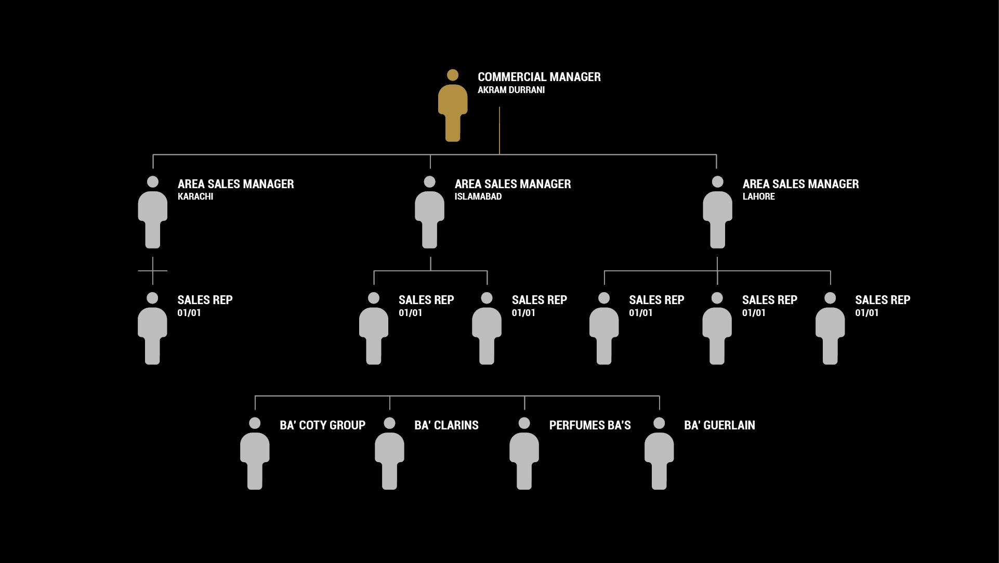 COMMERCIAL MANAGER
AKRAM DURRANI
AREA SALES MANAGER
KARACHI
AREA SALES MANAGER
ISLAMABAD
AREA SALES MANAGER
LAHORE
SALES REP
01/01
SALES REP
01/01
SALES REP
01/01
SALES REP
01/01
SALES REP
01/01
SALES REP
01/01
BA' COTY GROUP
BA' CLARINS
PERFUMES BA'S
BA' GUERLAIN